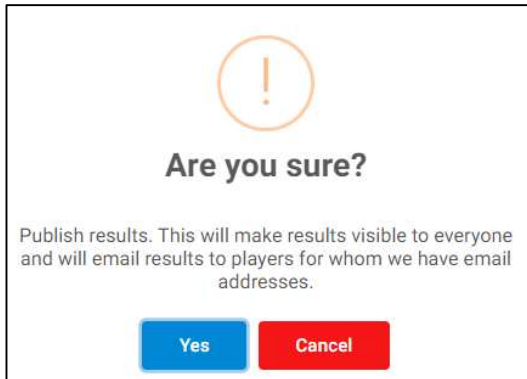 !
Are you sure?
Publish results. This will make results visible to everyone
and will email results to players for whom we have email
addresses.
Yes
Cancel